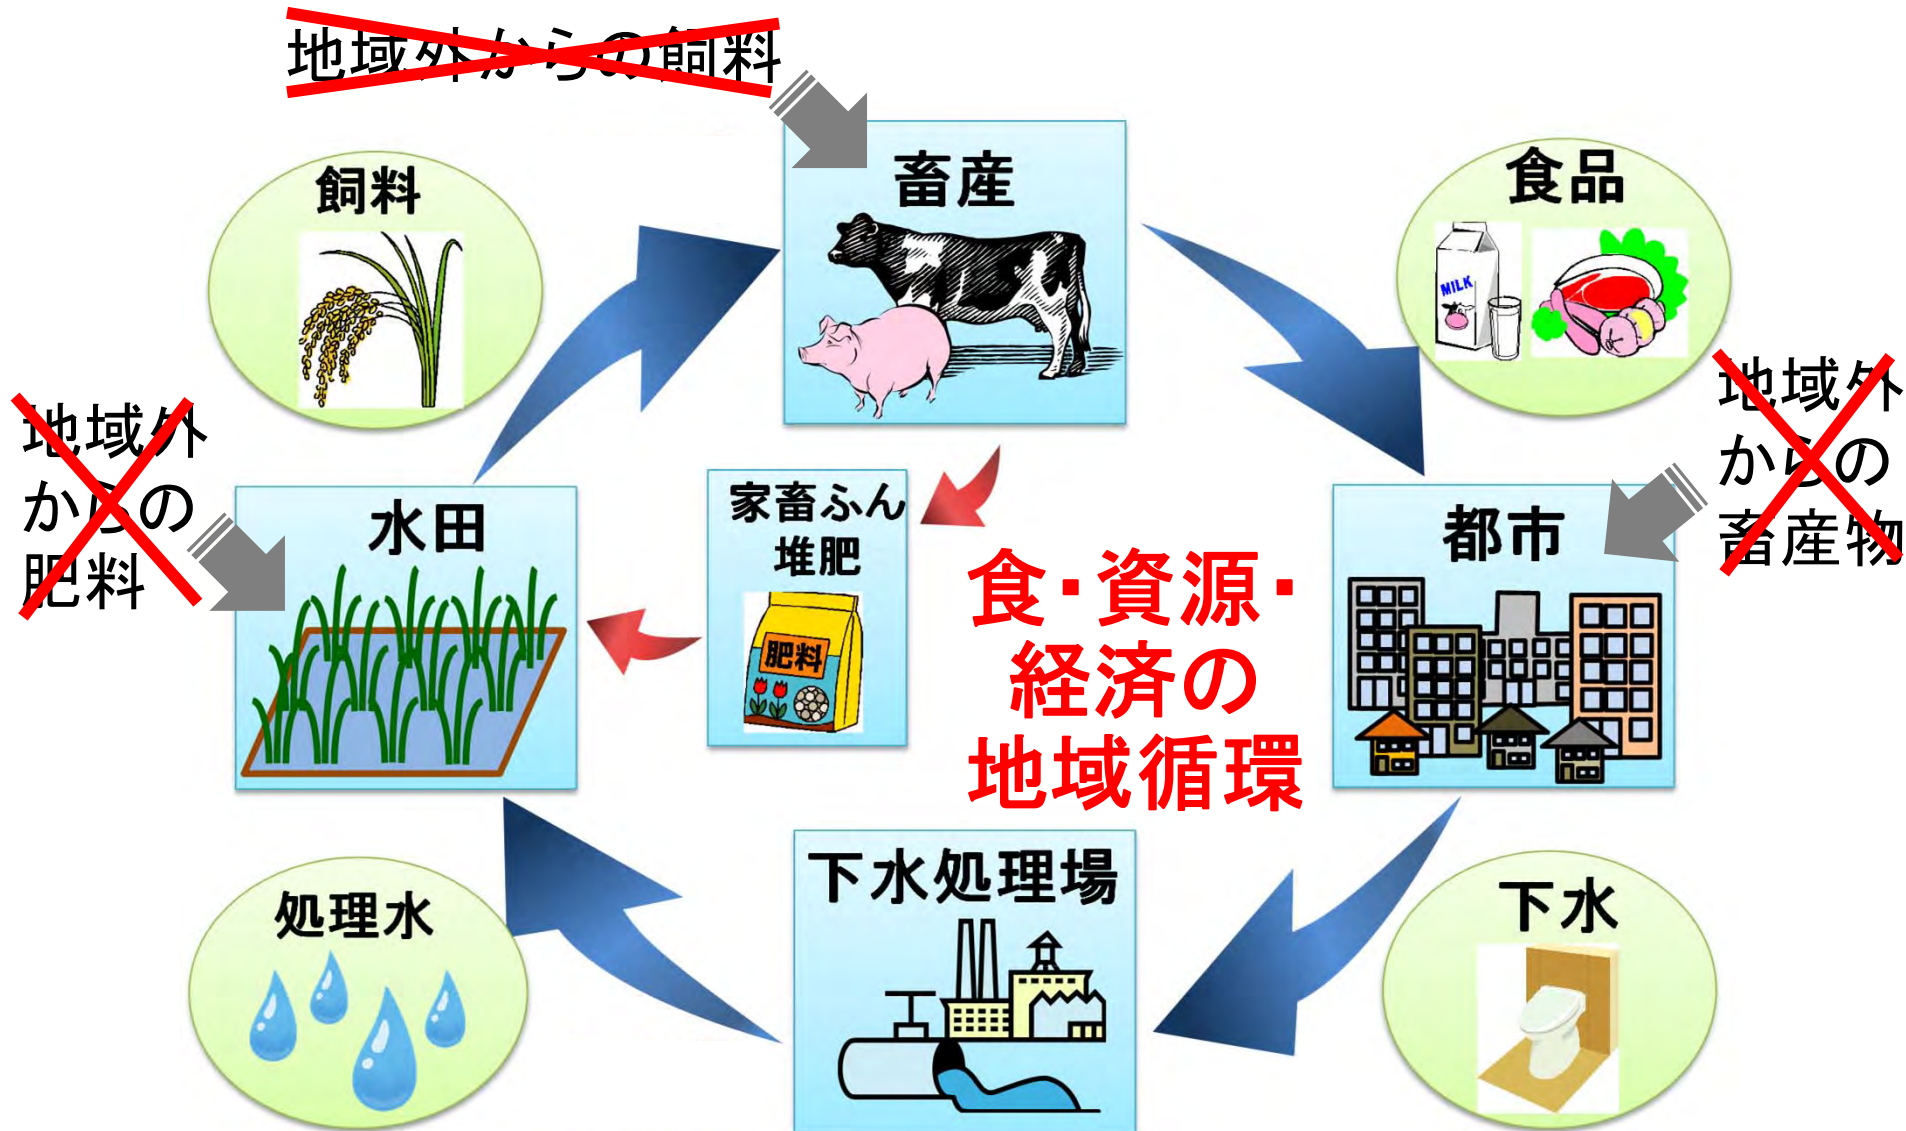 地域外からの飼料
飼料
畜産
食品
MILK
地域外
からの
肥料
地域外
からの
畜産物
水田
家畜ふん
堆肥
肥料
都市
食・資源・
経済の
地域循環
処理水
下水処理場
下水